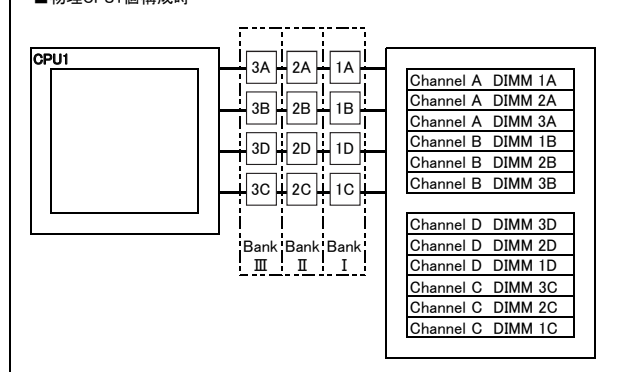 ■物理CPU1個構成時
CPU1
3A 2A 1A
3B 2B 1B
3D 2D 1D
3C 2C 1C
Bank Bank Bank
Ⅲ Ⅱ Ⅰ
Channel A DIMM 1A
Channel A DIMM 2A
Channel A DIMM 3A
Channel B DIMM 1B
Channel B DIMM 2B
Channel B DIMM 3B
Channel D DIMM 3D
Channel D DIMM 2D
Channel D DIMM 1D
Channel C DIMM 3C
Channel C DIMM 2C
Channel C DIMM 1C